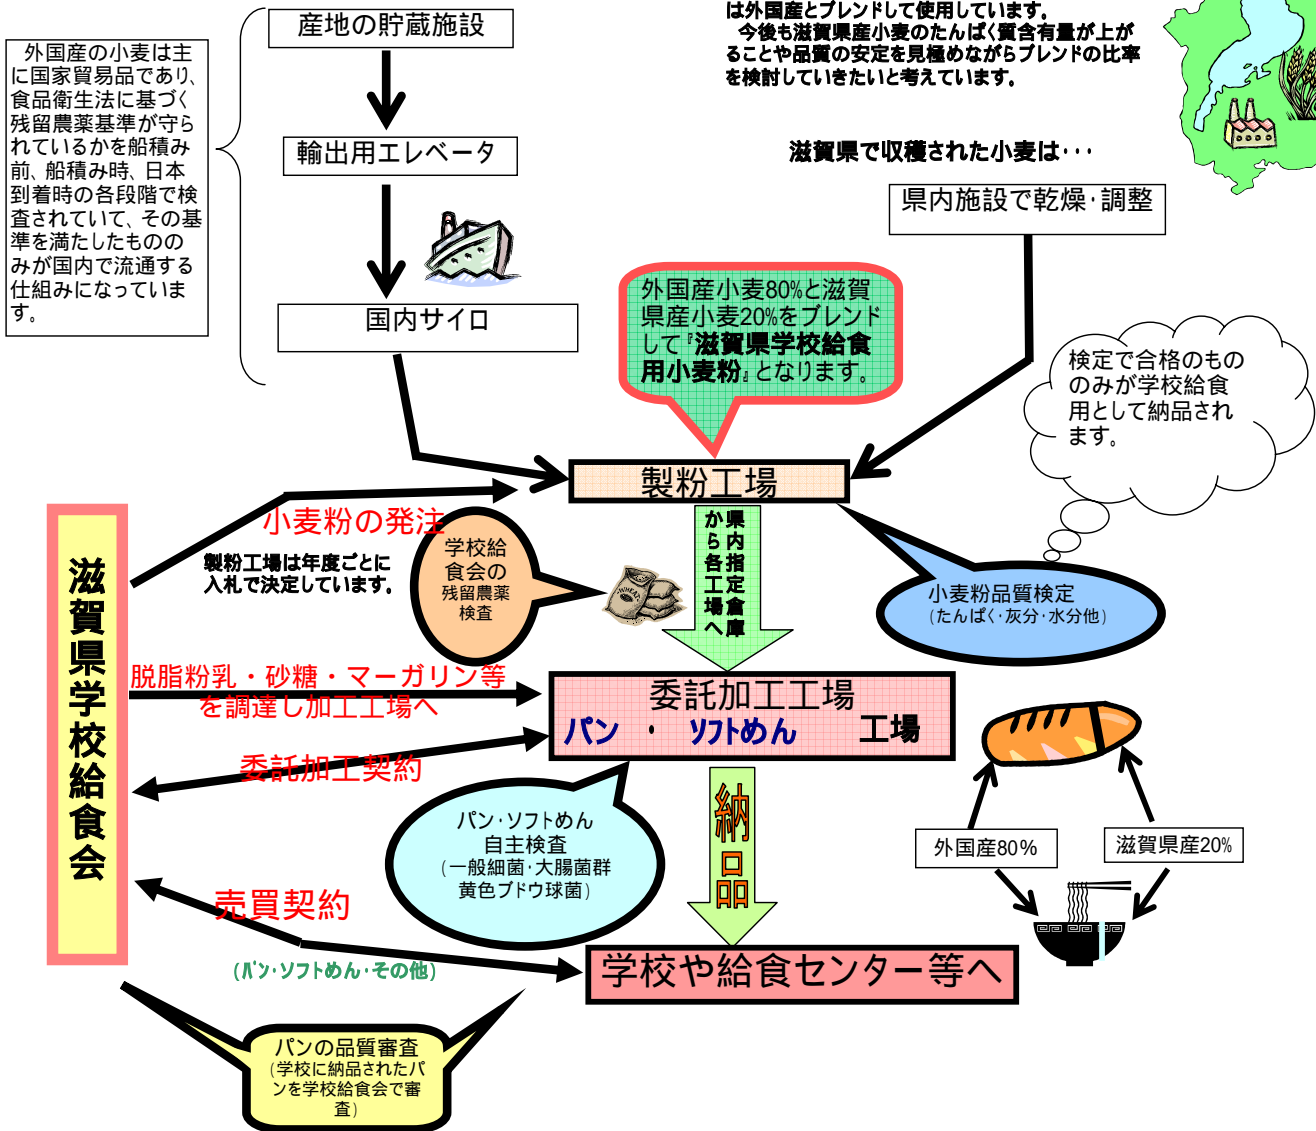 は外国産とブレンドして使用しています。
今後も滋賀県産小麦のたんぱく質含有量が上が
ることや品質の安定を見極めながらブレンドの比率
を検討していきたいと考えています。
産地の貯蔵施設
外国産の小麦は主
に国家貿易品であり、
食品衛生法に基づく
残留農薬基準が守ら
れているかを船積み
前、船積み時、日本
到着時の各段階で検
査されていて、その基
準を満たしたものの
みが国内で流通する
仕組みになっていま
す。
輸出用エレベータ
国内サイロ
滋賀県で収穫された小麦は・・・
県内施設で乾燥・調整
外国産小麦80%と滋賀
県産小麦20%をブレンド
して『滋賀県学校給食
用小麦粉』となります。
検定で合格のもの
のみが学校給食
用として納品され
ます。
製粉工場
小麦粉の発注
製粉工場は年度ごとに
入札で決定しています。
学校給
食会の
残留農薬
検査
WHEAT
県内指定倉庫
から各工場へ
小麦粉品質検定
(たんぱく・灰分・水分他)
滋賀県学校給食会
脱脂粉乳・砂糖・マーガリン等
を調達し加工工場へ
委託加工工場
パン ・ ソフトめん 工場
委託加工契約
パン・ソフトめん
自主検査
(一般細菌・大腸菌群
黄色ブドウ球菌)
納品
外国産80%
滋賀県産20%
売買契約
(パン・ソフトめん・その他)
学校や給食センター等へ
パンの品質審査
(学校に納品されたパ
ンを学校給食会で審
査)